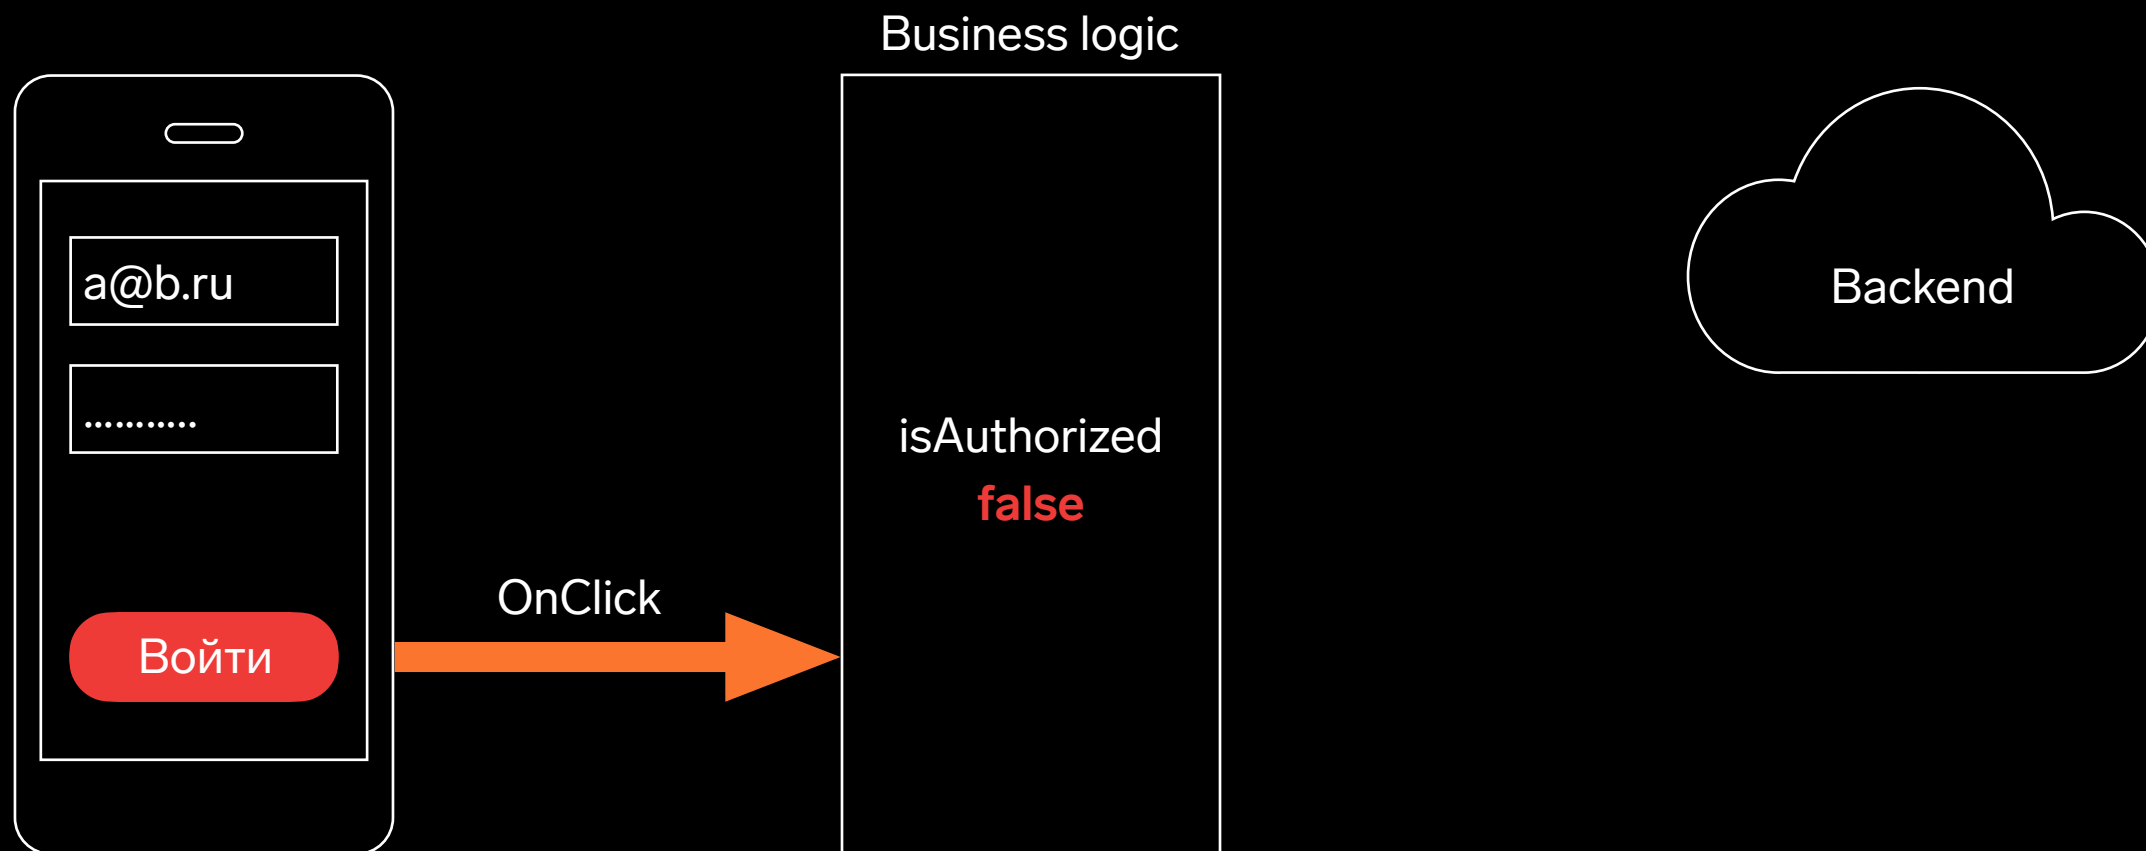 Business logic
a@b.ru
...........
Backend
isAuthorized
false
OnClick
Войти